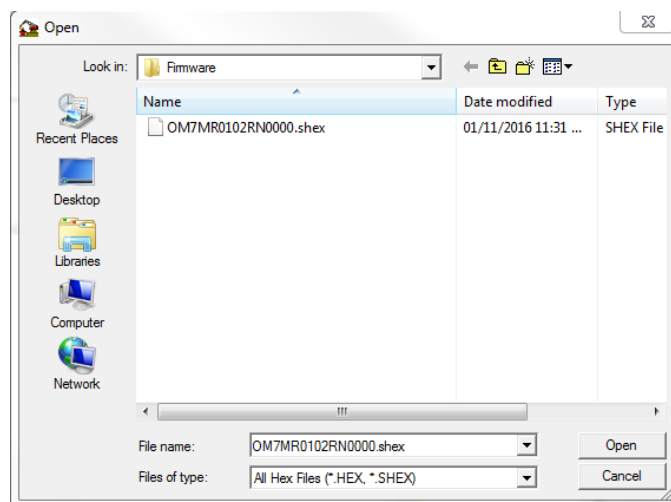 Open
Look in: Firmware
Name Date modified Type
OM7MR0102RN0000.shex 01/11/2016 11:31 ... SHEX File
Recent Places
Desktop
Libraries
Computer
Network
File name: OM7MR0102RN0000.shex Open
Files of type: All Hex Files (*.HEX, *.SHEX) Cancel